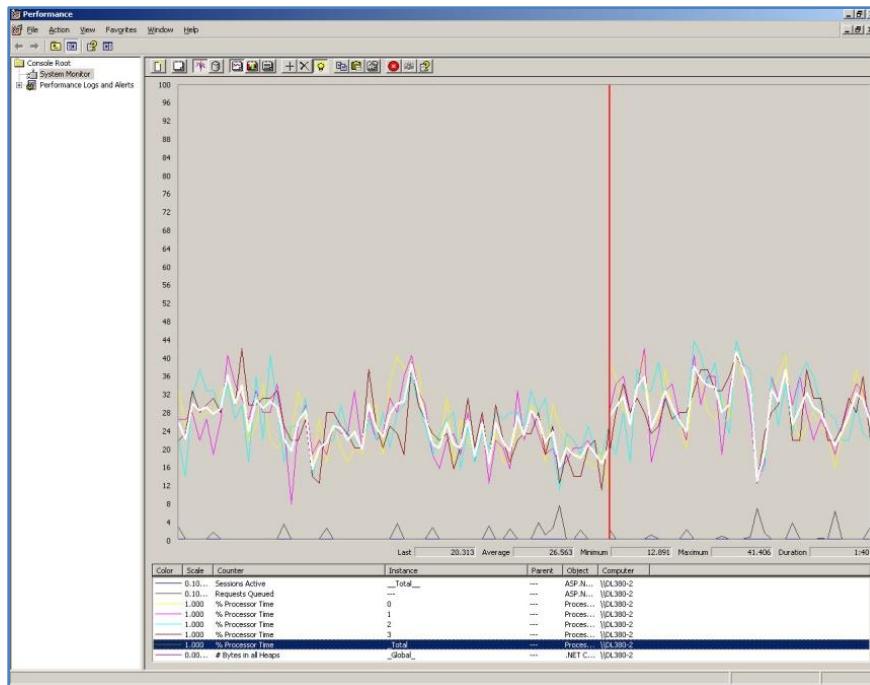 Performance
File Action View Favorites Window Help
Console Root
System Monitor
Performance Logs and Alerts
100
96
92
88
84
80
76
72
68
64
60
56
52
48
44
40
36
32
28
24
20
16
12
8
4
0
Last 20.313 Average 26.563 Minimum 12.891 Maximum 41.406 Duration 1:40
Color Scale Counter Instance Parent Object Computer
0.10... Sessions Active __Total__ --- ASP.N... \\DL380-2
0.10... Requests Queued --- --- ASP.N... \\DL380-2
1.000 % Processor Time 0 --- Proces... \\DL380-2
1.000 % Processor Time 1 --- Proces... \\DL380-2
1.000 % Processor Time 2 --- Proces... \\DL380-2
1.000 % Processor Time 3 --- Proces... \\DL380-2
1.000 % Processor Time _Total --- Proces... \\DL380-2
0.00... # Bytes in all Heaps _Global_ --- .NET C... \\DL380-2